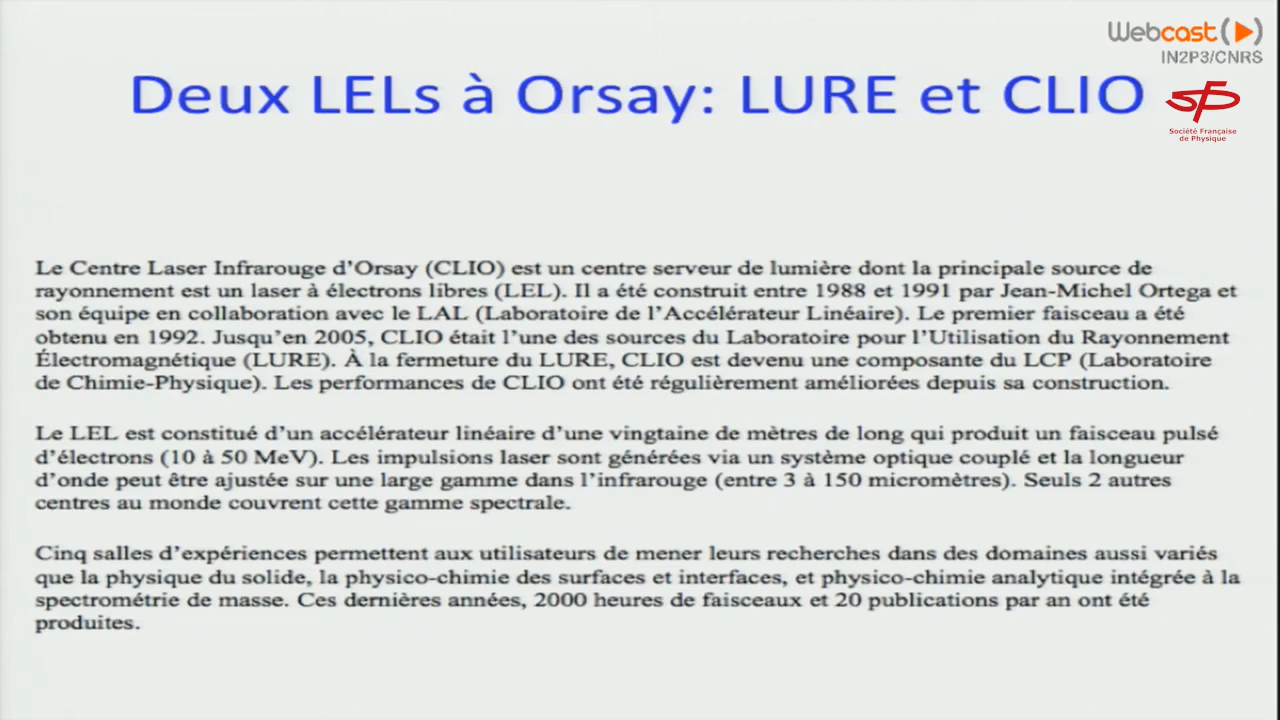 Webcast
IN2P3/CNRS
Deux LELs à Orsay: LURE et CLIO
sfp
Société Française
de Physique
Le Centre Laser Infrarouge d'Orsay (CLIO) est un centre serveur de lumière dont la principale source de
rayonnement est un laser à électrons libres (LEL). Il a été construit entre 1988 et 1991 par Jean-Michel Ortega et
son équipe en collaboration avec le LAL (Laboratoire de l'Accélérateur Linéaire). Le premier faisceau a été
obtenu en 1992. Jusqu'en 2005, CLIO était l'une des sources du Laboratoire pour l'Utilisation du Rayonnement
Électromagnétique (LURE). À la fermeture du LURE, CLIO est devenu une composante du LCP (Laboratoire
de Chimie-Physique). Les performances de CLIO ont été régulièrement améliorées depuis sa construction.
Le LEL est constitué d'un accélérateur linéaire d'une vingtaine de mètres de long qui produit un faisceau pulsé
d'électrons (10 à 50 MeV). Les impulsions laser sont générées via un système optique couplé et la longueur
d'onde peut être ajustée sur une large gamme dans l'infrarouge (entre 3 à 150 micromètres). Seuls 2 autres
centres au monde couvrent cette gamme spectrale.
Cinq salles d'expériences permettent aux utilisateurs de mener leurs recherches dans des domaines aussi variés
que la physique du solide, la physico-chimie des surfaces et interfaces, et physico-chimie analytique intégrée à la
spectrométrie de masse. Ces dernières années, 2000 heures de faisceaux et 20 publications par an ont été
produites.